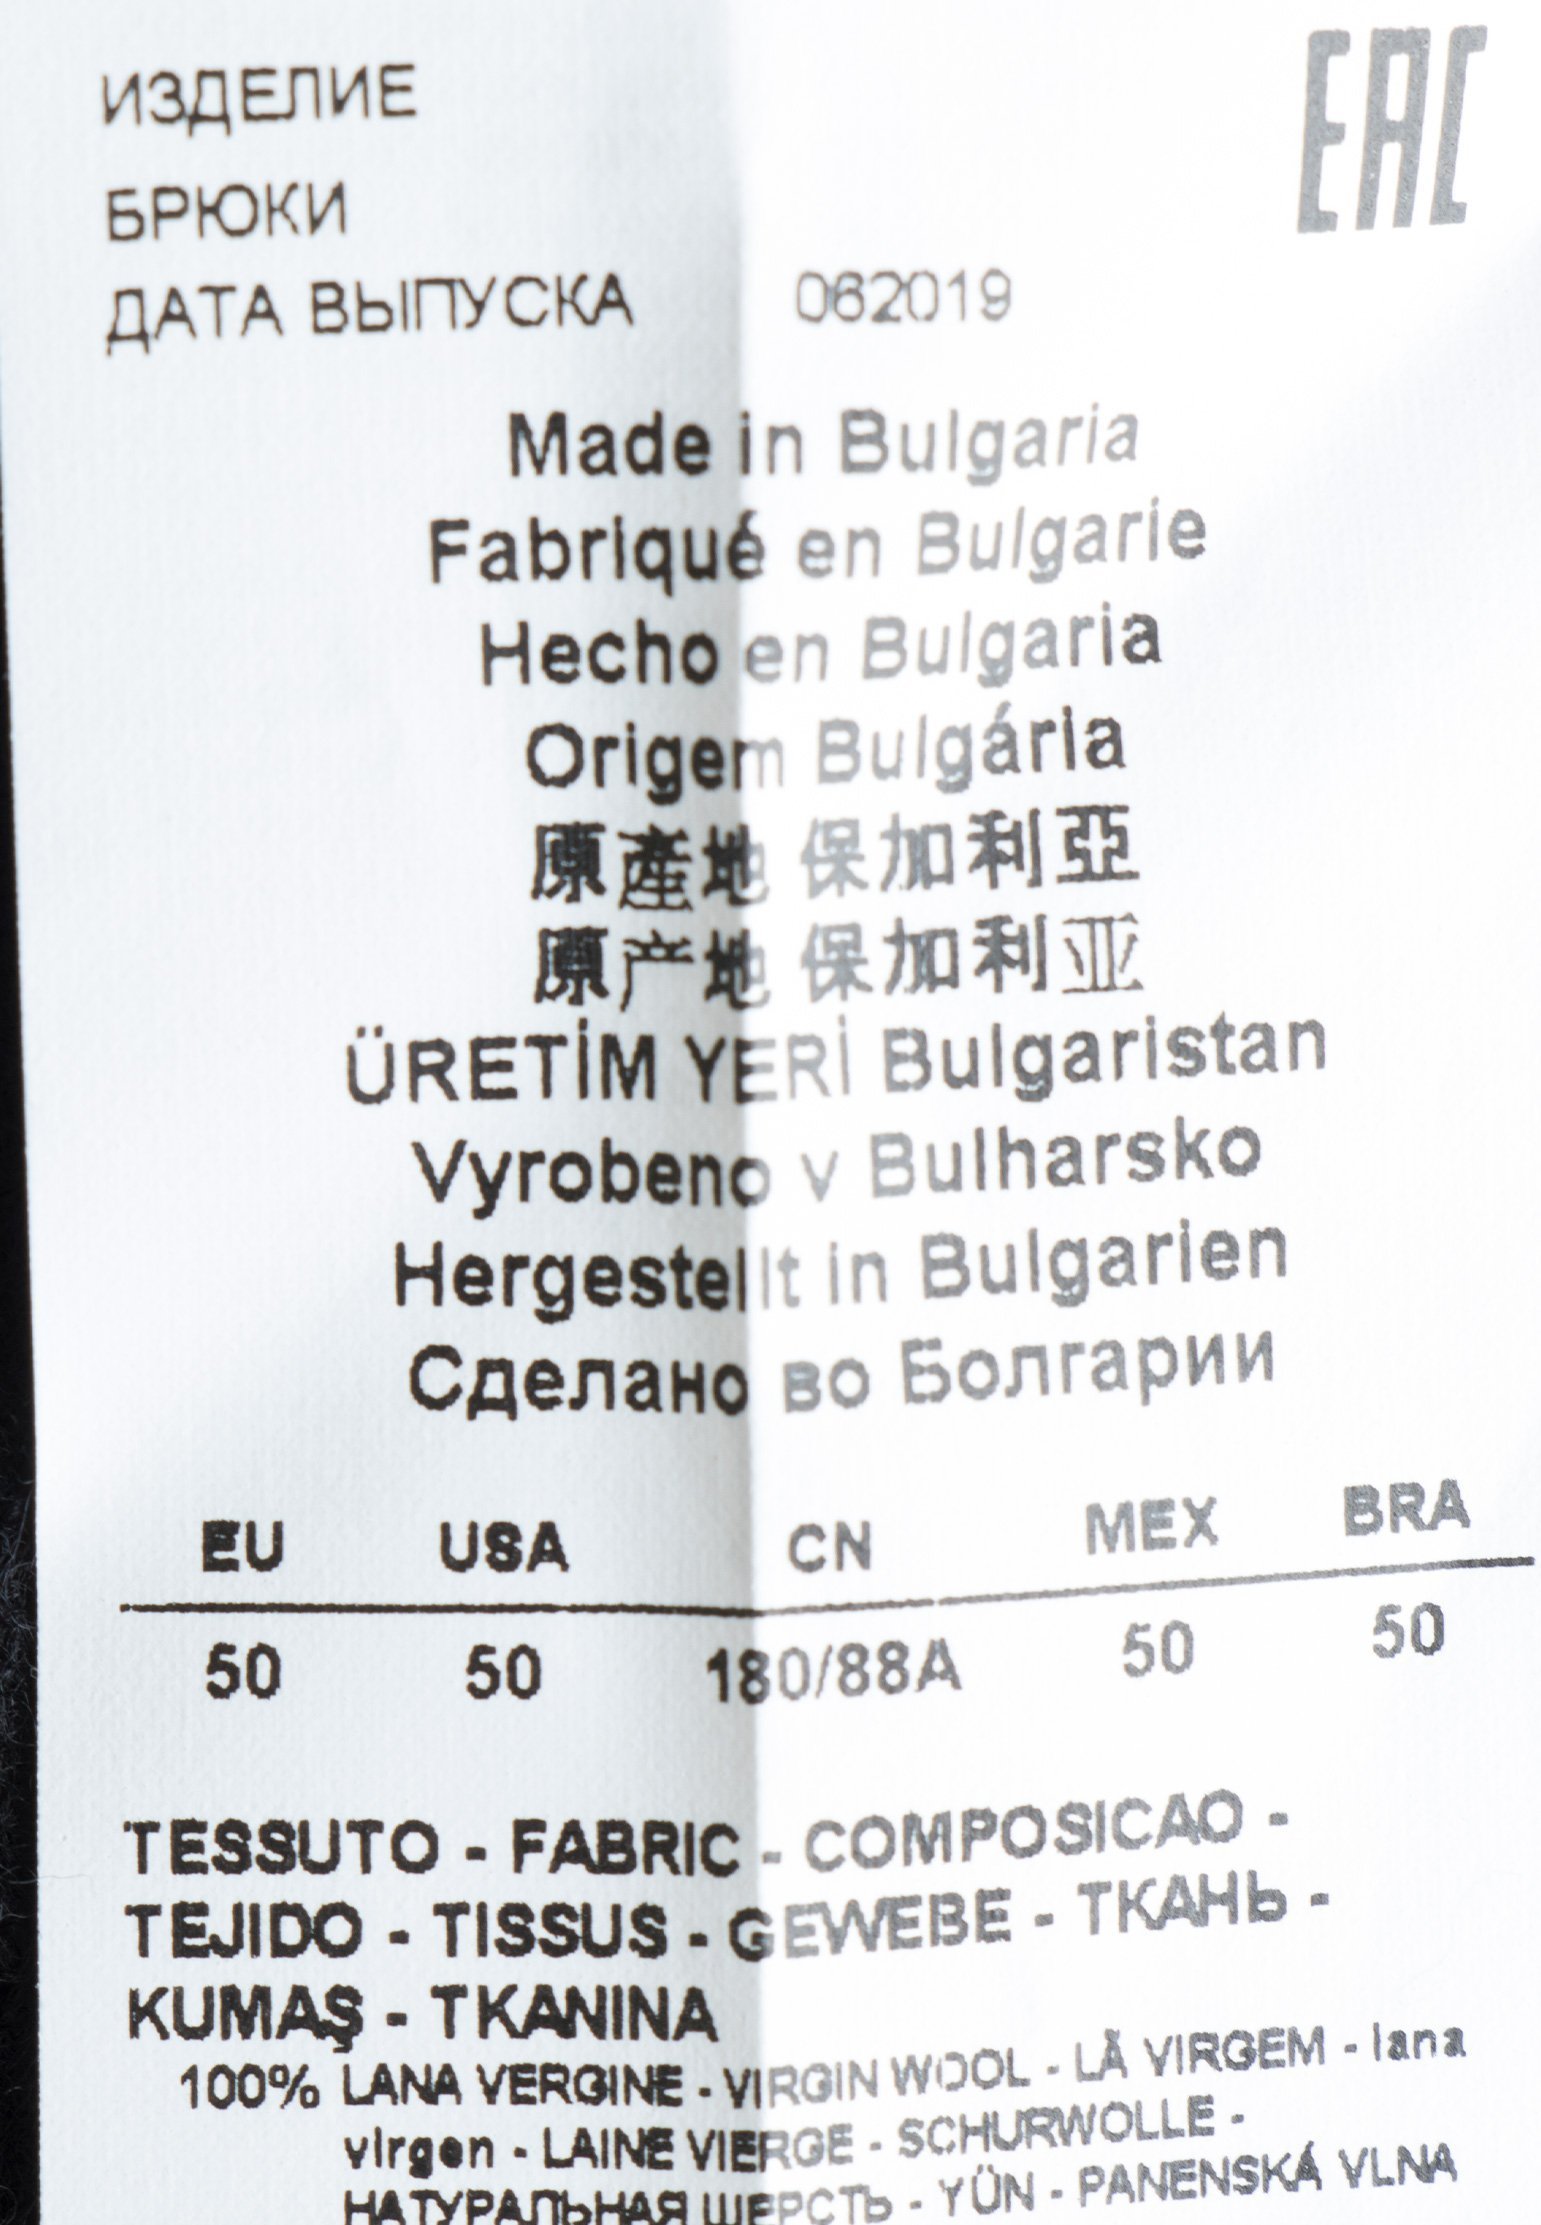 ИЗДЕЛИЕ
EAC
БРЮКИ
ДАТА ВЫПУСКА 062019
Made in Bulgaria
Fabriqué en Bulgarie
Hecho en Bulgaria
Origem Bulgária
原產地 保加利亞
原产地 保加利亚
ÜRETİM YERİ Bulgaristan
Vyrobeno v Bulharsko
Hergestellt in Bulgarien
Сделано во Болгарии
EU USA CN MEX BRA
50 50 180/88A 50 50
TESSUTO - FABRIC - COMPOSICAO -
TEJIDO - TISSUS - GEWEBE - ТКАНЬ -
KUMAŞ - TKANINA
100% LANA VERGINE - VIRGIN WOOL - LÃ VIRGEM - lana
virgen - LAINE VIERGE - SCHURWOLLE -
НАТУРАЛЬНАЯ ШЕРСТЬ - YÜN - PANENSKÁ VLNA